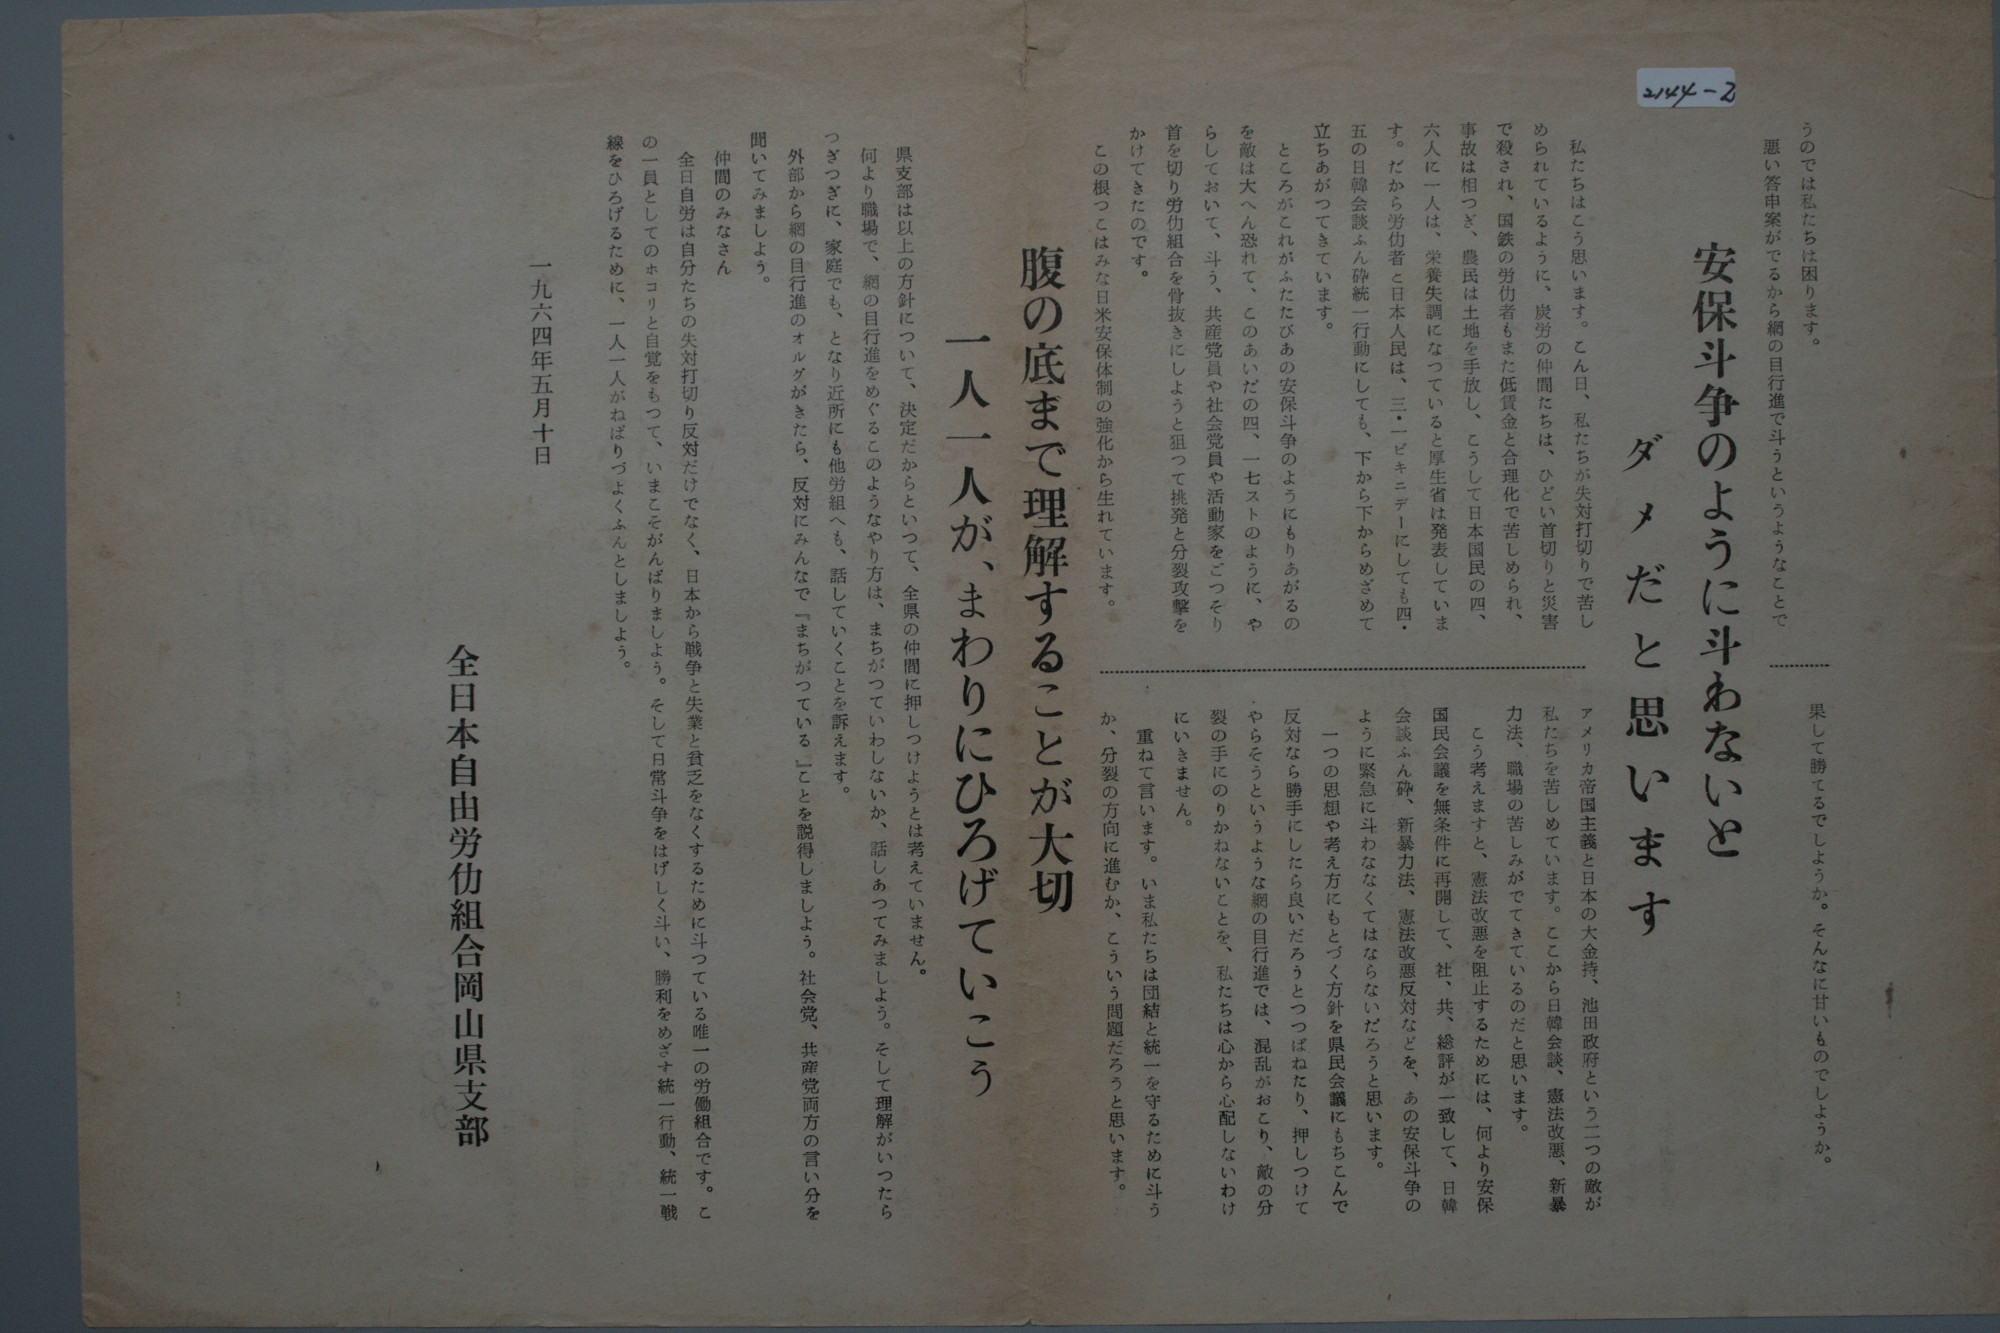 2144-2
うのでは私たちは困ります。
悪い答申案がでるから網の目行進で斗うというようなことで
果して勝てるでしようか。そんなに甘いものでしようか。
安保斗争のように斗わないと
ダメだと思います
私たちはこう思います。こん日、私たちが失対打切りで苦し
められているように、炭労の仲間たちは、ひどい首切りと災害
で殺され、国鉄の労仂者もまた低賃金と合理化で苦しめられ、
事故は相つぎ、農民は土地を手放し、こうして日本国民の四、
六人に一人は、栄養失調になつていると厚生省は発表していま
す。だから労仂者と日本人民は、三・一ビキニデーにしても四・
五の日韓会談ふん砕統一行動にしても、下から下からめざめて
立ちあがつてきています。
ところがこれがふたたびあの安保斗争のようにもりあがるの
を敵は大へん恐れて、このあいだの四、一七ストのように、や
らしておいて、斗う、共産党員や社会党員や活動家をごつそり
首を切り労仂組合を骨抜きにしようと狙つて挑発と分裂攻撃を
かけてきたのです。
この根つこはみな日米安保体制の強化から生れています。
アメリカ帝国主義と日本の大金持、池田政府という二つの敵が
私たちを苦しめています。ここから日韓会談、憲法改悪、新暴
力法、職場の苦しみがでてきているのだと思います。
こう考えますと、憲法改悪を阻止するためには、何より安保
国民会議を無条件に再開して、社、共、総評が一致して、日韓
会談ふん砕、新暴力法、憲法改悪反対などを、あの安保斗争の
ように緊急に斗わななくてはならないだろうと思います。
一つの思想や考え方にもとづく方針を県民会議にもちこんで
反対なら勝手にしたら良いだろうとつつぱねたり、押しつけて
やらそうというような網の目行進では、混乱がおこり、敵の分
裂の手にのりかねないことを、私たちは心から心配しないわけ
にいきません。
重ねて言います。いま私たちは団結と統一を守るために斗う
か、分裂の方向に進むか、こういう問題だろうと思います。
腹の底まで理解することが大切
一人一人が、まわりにひろげていこう
県支部は以上の方針について、決定だからといつて、全県の仲間に押しつけようとは考えていません。
何より職場で、網の目行進をめぐるこのようなやり方は、まちがつていわしないか、話しあつてみましよう。そして理解がいつたら
つぎつぎに、家庭でも、となり近所にも他労組へも、話していくことを訴えます。
外部から網の目行進のオルグがきたら、反対にみんなで『まちがつている』ことを説得しましよう。社会党、共産党両方の言い分を
聞いてみましよう。
仲間のみなさん
全日自労は自分たちの失対打切り反対だけでなく、日本から戦争と失業と貧乏をなくするために斗つている唯一の労働組合です。こ
の一員としてのホコリと自覚をもつて、いまこそがんばりましよう。そして日常斗争をはげしく斗い、勝利をめざす統一行動、統一戦
線をひろげるために、一人一人がねばりづよくふんとしましよう。
一九六四年五月十日
全日本自由労仂組合岡山県支部